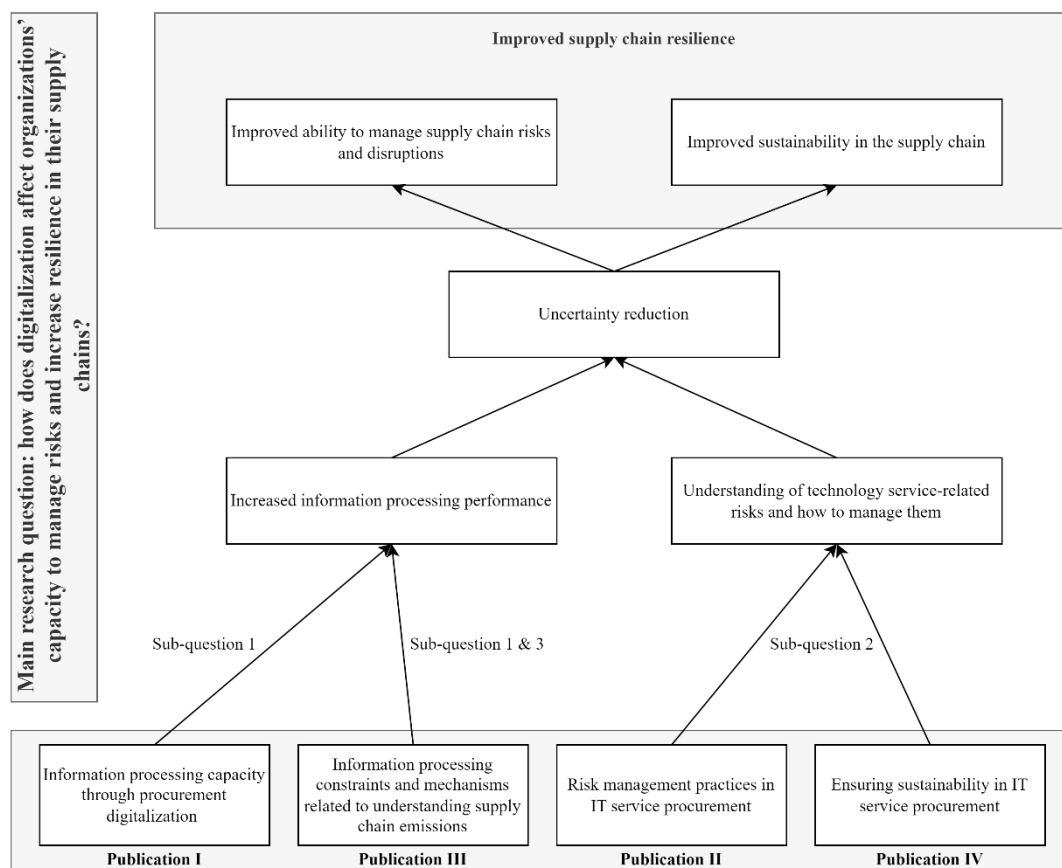 Main research question: how does digitalization affect organizations'
capacity to manage risks and increase resilience in their supply
chains?
Improved supply chain resilience
Improved ability to manage supply chain risks
and disruptions
Improved sustainability in the supply chain
Uncertainty reduction
Increased information processing performance
Understanding of technology service-related
risks and how to manage them
Sub-question 1
Sub-question 1 & 3
Sub-question 2
Information processing capacity
through procurement
digitalization
Information processing
constraints and mechanisms
related to understanding supply
chain emissions
Risk management practices in
IT service procurement
Ensuring sustainability in IT
service procurement
Publication I
Publication III
Publication II
Publication IV